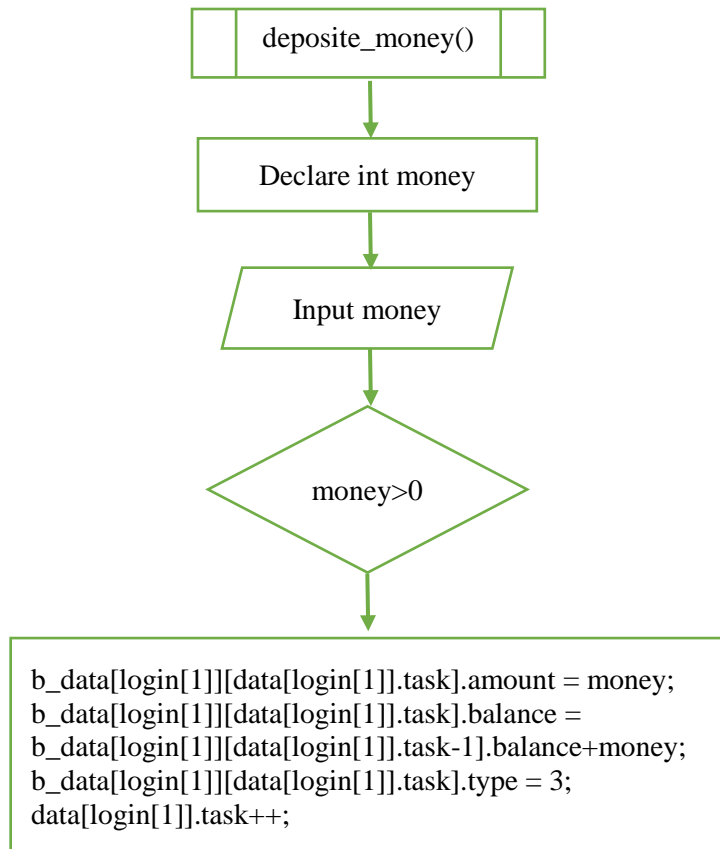 deposite_money()
Declare int money
Input money
money>0
b_data[login[1]][data[login[1]].task].amount = money;
b_data[login[1]][data[login[1]].task].balance =
b_data[login[1]][data[login[1]].task-1].balance+money;
b_data[login[1]][data[login[1]].task].type = 3;
data[login[1]].task++;